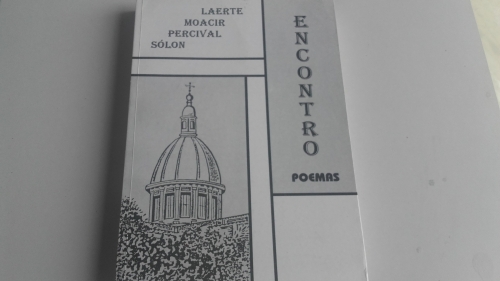 LAERTE
MOACIR
PERCIVAL
SÓLON
ENCONTRO
POEMAS